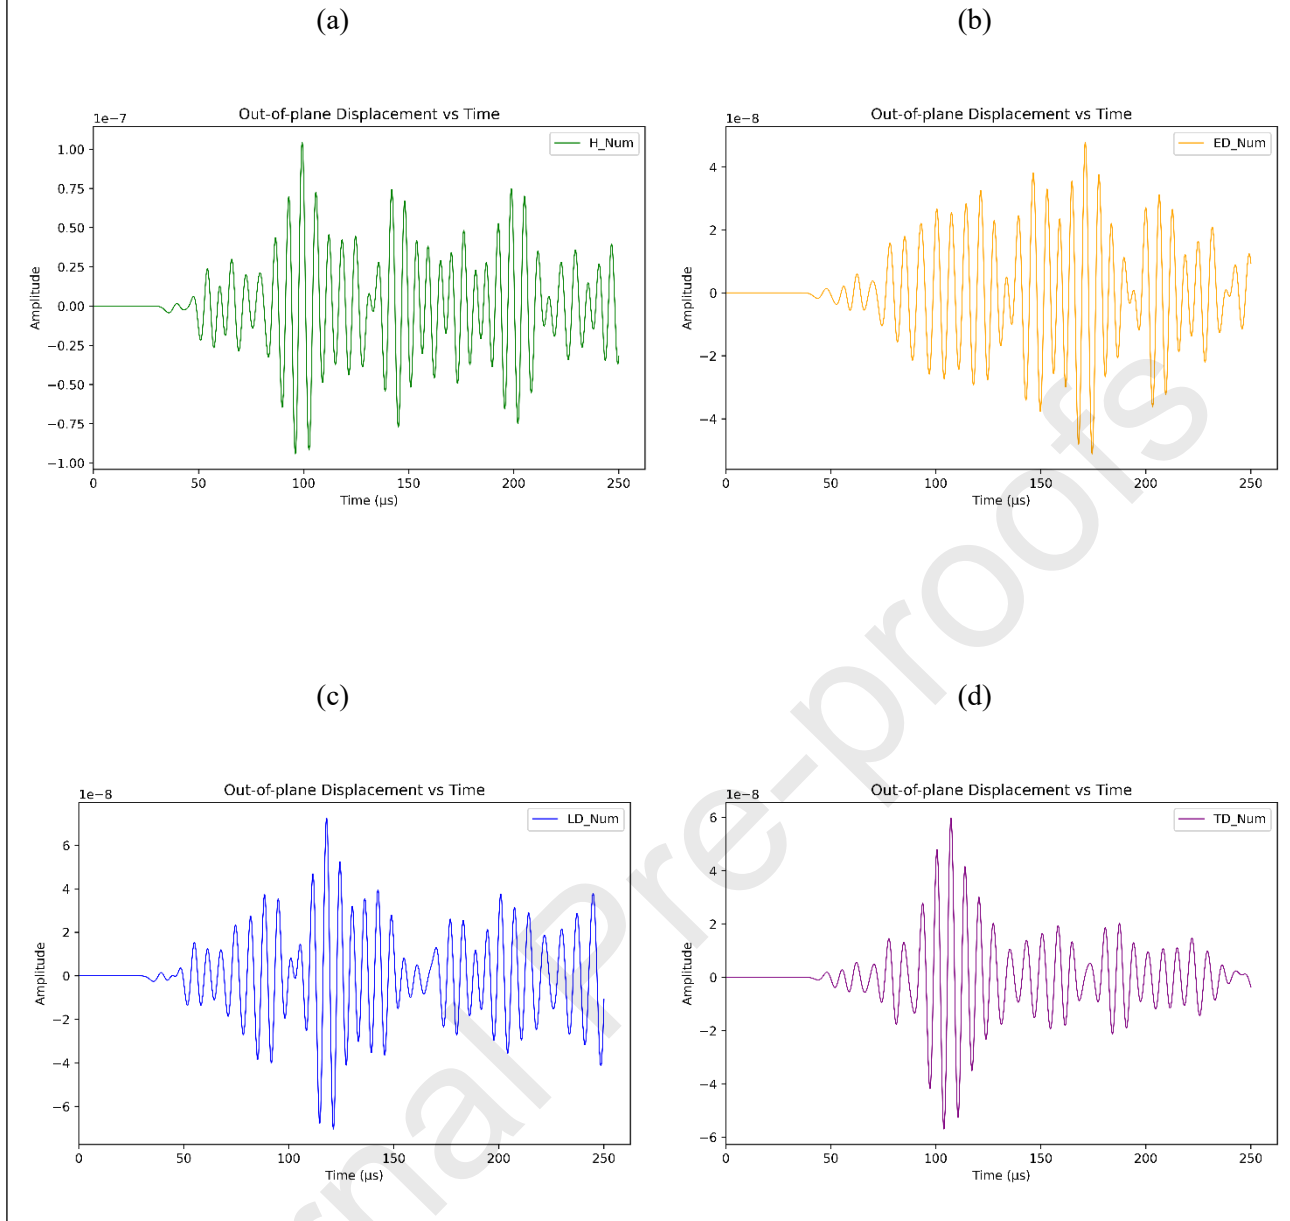 (a)
(b)
Out-of-plane Displacement vs Time
1e−7
H_Num
1.00
0.75
0.50
0.25
0.00
−0.25
−0.50
−0.75
−1.00
Amplitude
0 50 100 150 200 250
Time (µs)
Out-of-plane Displacement vs Time
1e−8
ED_Num
4
2
0
−2
−4
Amplitude
0 50 100 150 200 250
Time (µs)
(c)
(d)
Out-of-plane Displacement vs Time
1e−8
LD_Num
6
4
2
0
−2
−4
−6
Amplitude
0 50 100 150 200 250
Time (µs)
Out-of-plane Displacement vs Time
1e−8
TD_Num
6
4
2
0
−2
−4
−6
Amplitude
0 50 100 150 200 250
Time (µs)
rnal Pre-proofs